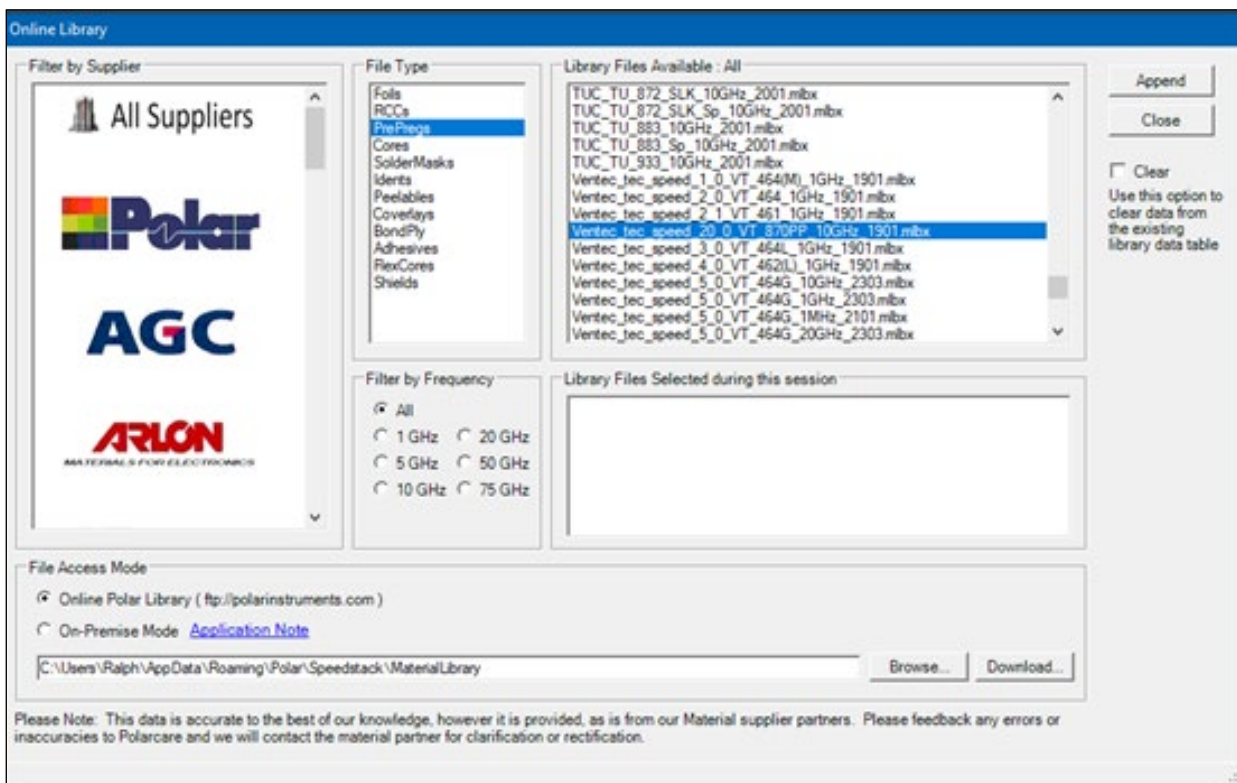 Online Library
Filter by Supplier
All Suppliers
Polar
AGC
ARLON
MATERIALS FOR ELECTRONICS
File Type
Foils
RCCs
PrePregs
Cores
SolderMasks
Idents
Peelables
Coverlays
BondPly
Adhesives
FlexCores
Shields
Library Files Available : All
TUC_TU_872_SLK_10GHz_2001.mlbx
TUC_TU_872_SLK_Sp_10GHz_2001.mlbx
TUC_TU_883_10GHz_2001.mlbx
TUC_TU_883_Sp_10GHz_2001.mlbx
TUC_TU_933_10GHz_2001.mlbx
Ventec_tec_speed_1_0_VT_464(M)_1GHz_1901.mlbx
Ventec_tec_speed_2_0_VT_464_1GHz_1901.mlbx
Ventec_tec_speed_2_1_VT_461_1GHz_1901.mlbx
Ventec_tec_speed_20_0_VT_870PP_10GHz_1901.mlbx
Ventec_tec_speed_3_0_VT_464L_1GHz_1901.mlbx
Ventec_tec_speed_4_0_VT_462(L)_1GHz_1901.mlbx
Ventec_tec_speed_5_0_VT_464G_10GHz_2303.mlbx
Ventec_tec_speed_5_0_VT_464G_1GHz_2303.mlbx
Ventec_tec_speed_5_0_VT_464G_1MHz_2101.mlbx
Ventec_tec_speed_5_0_VT_464G_20GHz_2303.mlbx
Append
Close
Clear
Use this option to
clear data from
the existing
library data table
Filter by Frequency
All
1 GHz 20 GHz
5 GHz 50 GHz
10 GHz 75 GHz
Library Files Selected during this session
File Access Mode
Online Polar Library ( ftp://polarinstruments.com )
On-Premise Mode Application Note
C:\Users\Ralph\AppData\Roaming\Polar\Speedstack\MaterialLibrary
Browse... Download...
Please Note: This data is accurate to the best of our knowledge, however it is provided, as is from our Material supplier partners. Please feedback any errors or
inaccuracies to Polarcare and we will contact the material partner for clarification or rectification.